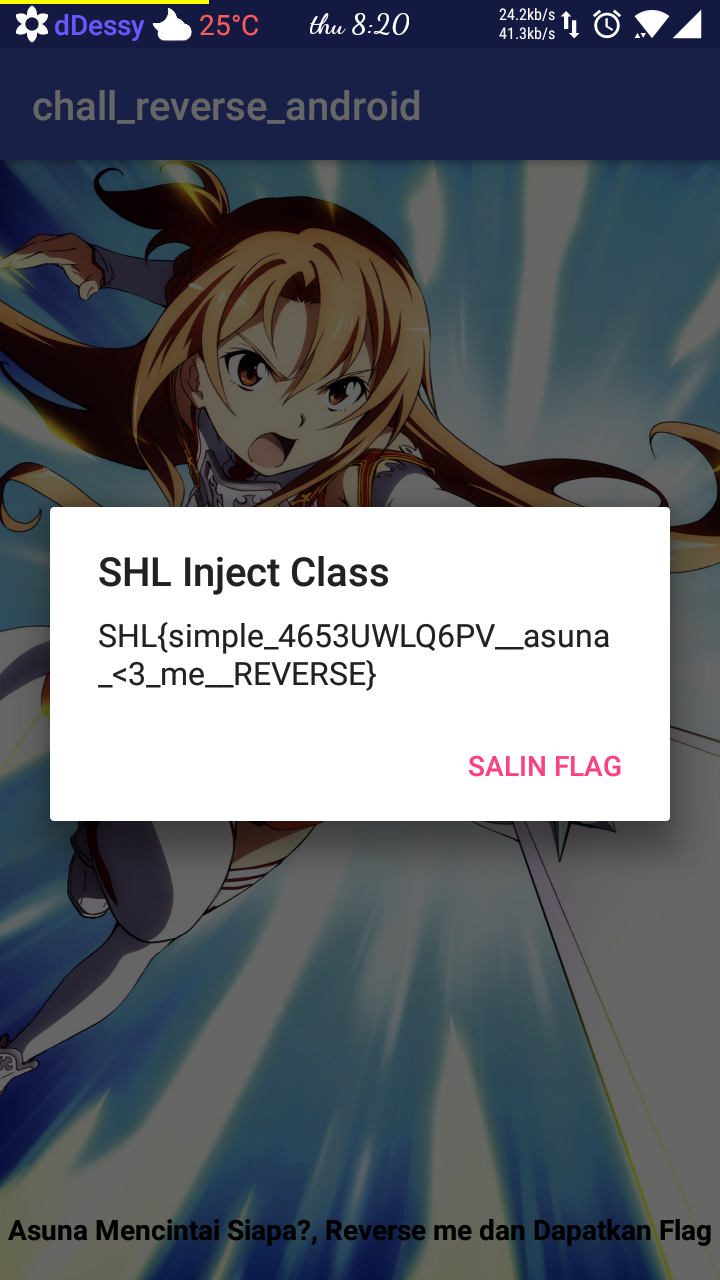 dDessy 25°C thu 8:20 24.2kb/s
41.3kb/s
chall_reverse_android
SHL Inject Class
SHL{simple_4653UWLQ6PV__asuna
_<3_me__REVERSE}
SALIN FLAG
Asuna Mencintai Siapa?, Reverse me dan Dapatkan Flag